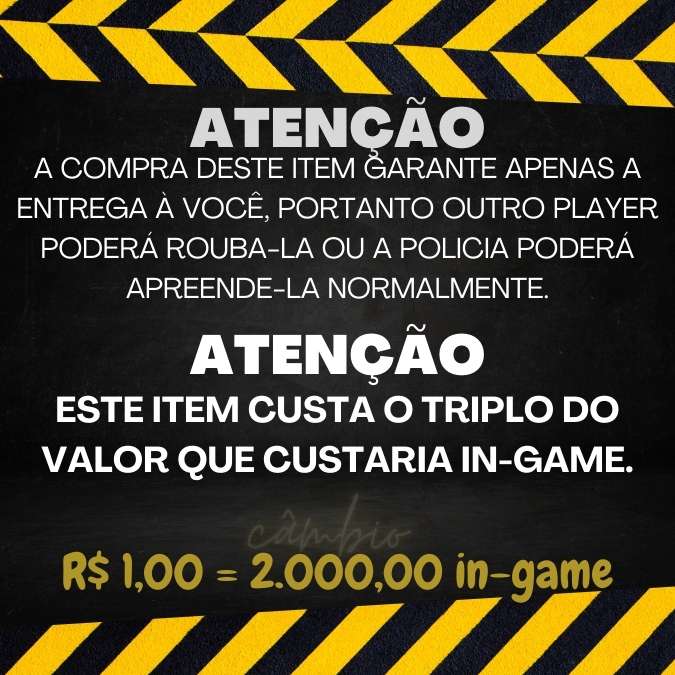 ATENÇÃO
A COMPRA DESTE ITEM GARANTE APENAS A
ENTREGA À VOCÊ, PORTANTO OUTRO PLAYER
PODERÁ ROUBA-LA OU A POLICIA PODERÁ
APREENDE-LA NORMALMENTE.
ATENÇÃO
ESTE ITEM CUSTA O TRIPLO DO
VALOR QUE CUSTARIA IN-GAME.
câmbio
R$ 1,00 = 2.000,00 in-game